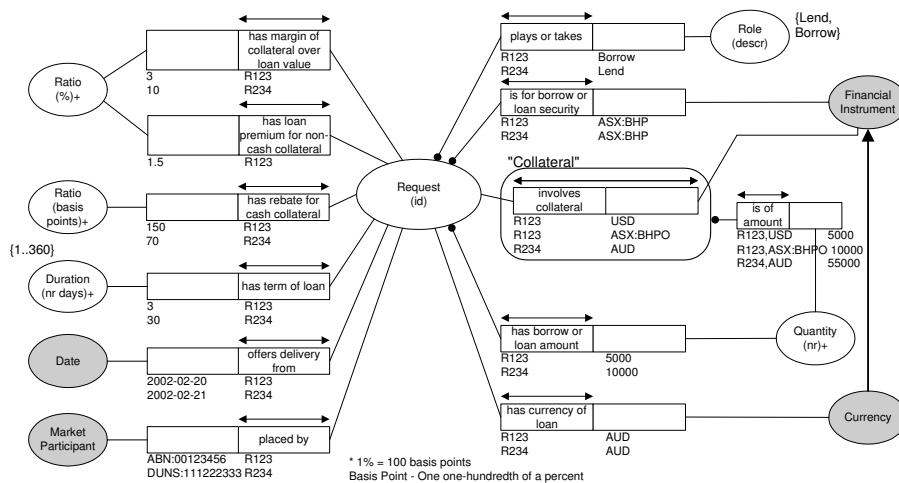 has margin of
collateral over
loan value
3 R123
10 R234
Ratio
(%)+
has loan
premium for non-
cash collateral
1.5 R123
Ratio
(basis
points)+
has rebate for
cash collateral
150 R123
70 R234
{1..360}
Duration
(nr days)+
has term of loan
3 R123
30 R234
Date
offers delivery
from
2002-02-20 R123
2002-02-21 R234
Market
Participant
placed by
ABN:00123456 R123
DUNS:111222333 R234
Request
(id)
plays or takes
R123 Borrow
R234 Lend
Role
(descr)
{Lend,
Borrow}
is for borrow or
loan security
R123 ASX:BHP
R234 ASX:BHP
Financial
Instrument
"Collateral"
involves
collateral
R123 USD
R123 ASX:BHPO
R234 AUD
is of
amount
R123,USD 5000
R123,ASX:BHPO 10000
R234,AUD 55000
has borrow or
loan amount
R123 5000
R234 10000
Quantity
(nr)+
has currency of
loan
R123 AUD
R234 AUD
Currency
* 1% = 100 basis points
Basis Point - One one-hundredth of a percent